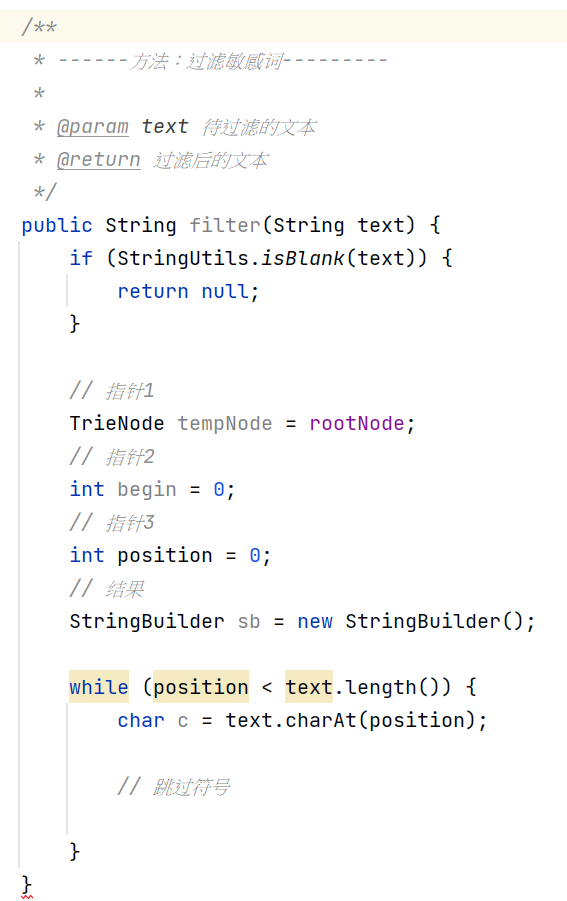 /**
 * ------方法：过滤敏感词---------
 *
 * @param text 待过滤的文本
 * @return 过滤后的文本
 */
public String filter(String text) {
    if (StringUtils.isBlank(text)) {
        return null;
    }
    // 指针1
    TrieNode tempNode = rootNode;
    // 指针2
    int begin = 0;
    // 指针3
    int position = 0;
    // 结果
    StringBuilder sb = new StringBuilder();
    while (position < text.length()) {
        char c = text.charAt(position);
        // 跳过符号
    }
}